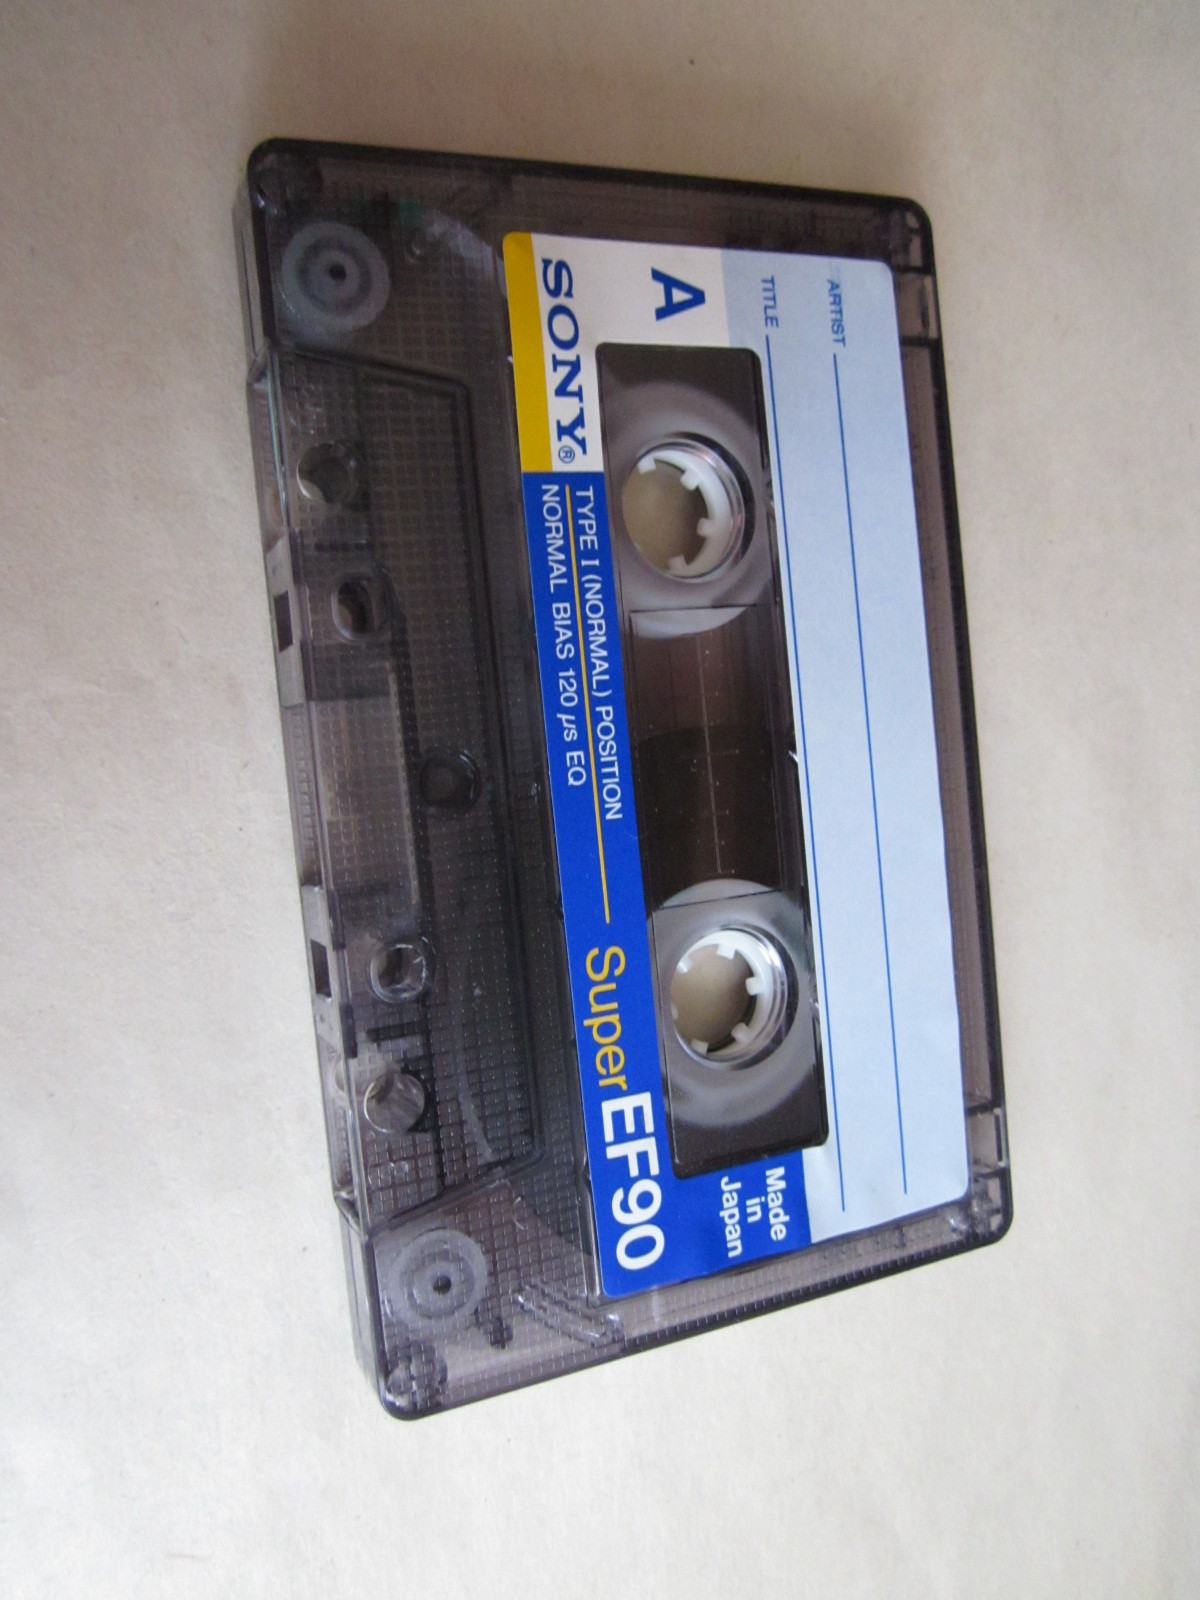 ARTIST
TITLE
A
SONY®
TYPE I (NORMAL) POSITION
NORMAL BIAS 120 µs EQ
Super EF90
Made
in
Japan